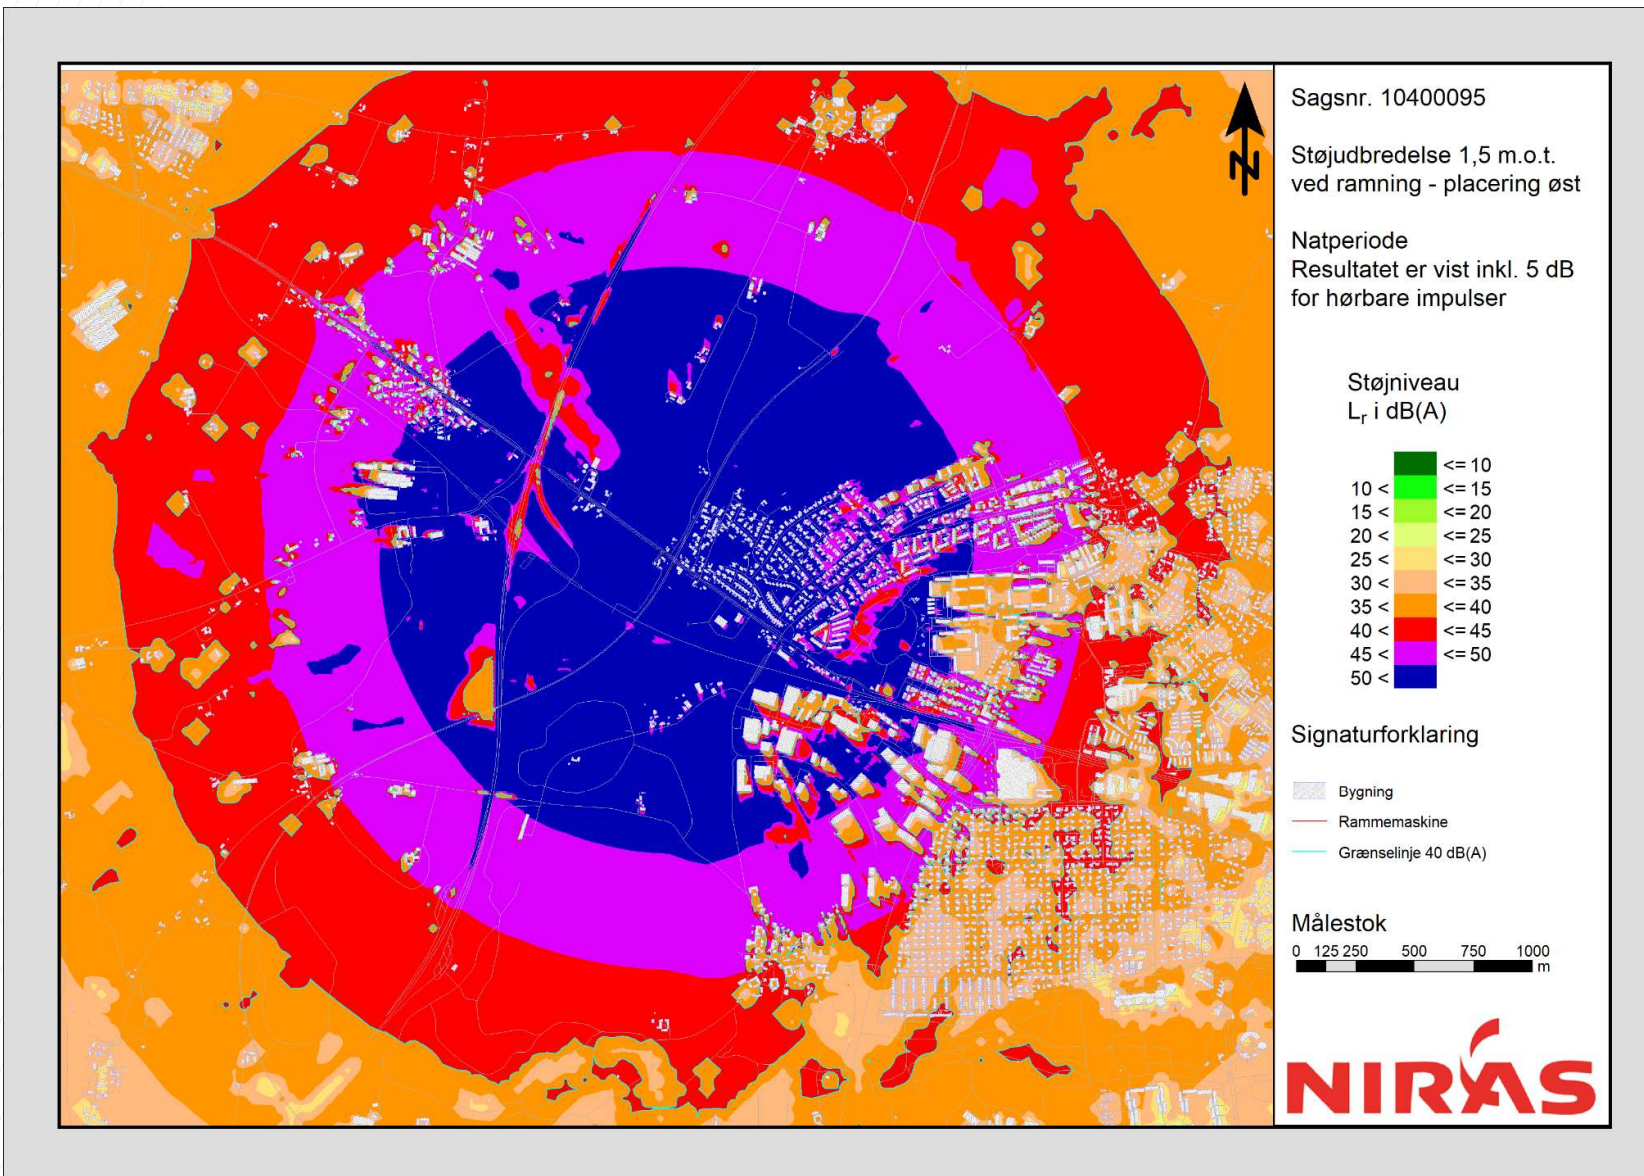 Sagsnr. 10400095
Støjudbredelse 1,5 m.o.t.
ved ramning - placering øst
Natperiode
Resultatet er vist inkl. 5 dB
for hørbare impulser
N
Støjniveau
Lr i dB(A)
<= 10
10 < <= 15
15 < <= 20
20 < <= 25
25 < <= 30
30 < <= 35
35 < <= 40
40 < <= 45
45 < <= 50
50 <
Signaturforklaring
Bygning
Rammemaskine
Grænselinje 40 dB(A)
Målestok
0 125 250 500 750 1000
m
NIRAS